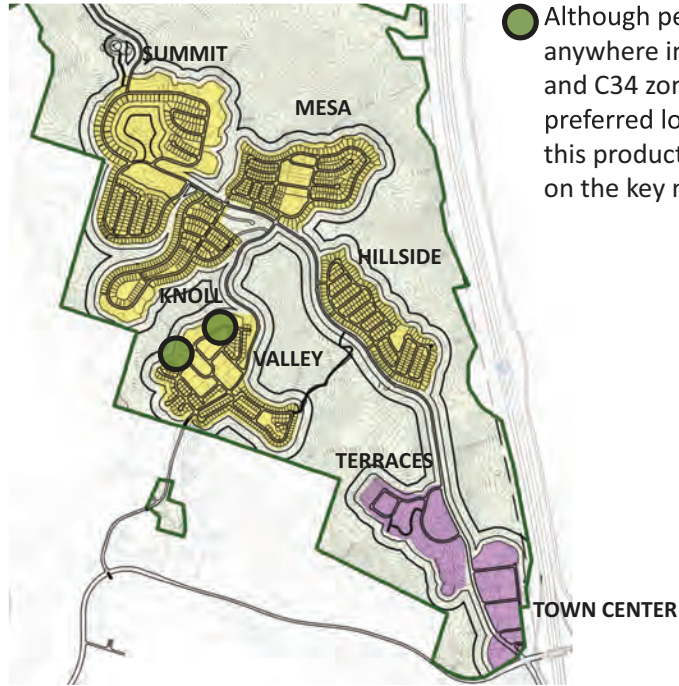 Although pe
anywhere in
and C34 zon
preferred lo
this product
on the key
SUMMIT
MESA
HILLSIDE
KNOLL
VALLEY
TERRACES
TOWN CENTER